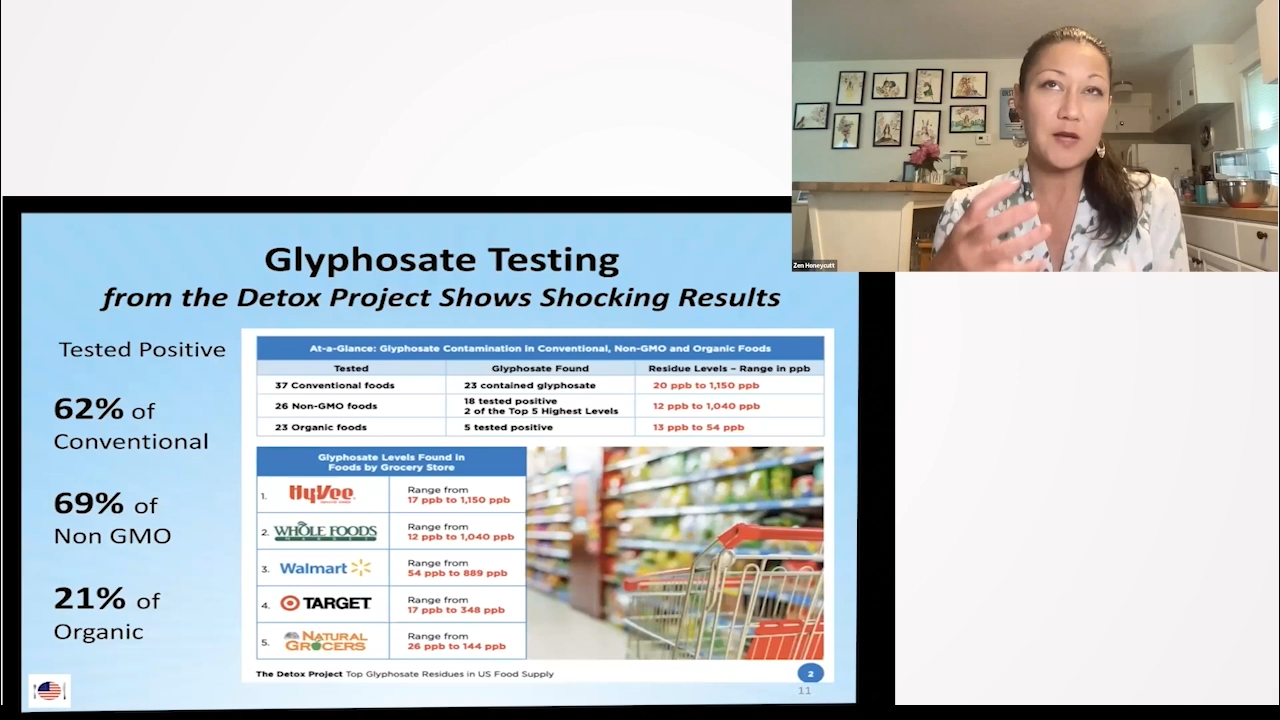 Zen Honeycutt
Glyphosate Testing
from the Detox Project Shows Shocking Results
Tested Positive
62% of
Conventional
69% of
Non GMO
21% of
Organic
At-a-Glance: Glyphosate Contamination in Conventional, Non-GMO and Organic Foods
Tested Glyphosate Found Residue Levels – Range in ppb
37 Conventional foods 23 contained glyphosate 20 ppb to 1,150 ppb
26 Non-GMO foods 18 tested positive 12 ppb to 1,040 ppb
2 of the Top 5 Highest Levels
23 Organic foods 5 tested positive 13 ppb to 54 ppb
Glyphosate Levels Found in
Foods by Grocery Store
1. HyVee Range from
17 ppb to 1,150 ppb
2. WHOLE FOODS Range from
MARKET 12 ppb to 1,040 ppb
3. Walmart Range from
54 ppb to 889 ppb
4. TARGET Range from
17 ppb to 348 ppb
5. NATURAL Range from
GROCERS 26 ppb to 144 ppb
The Detox Project Top Glyphosate Residues in US Food Supply
2
11